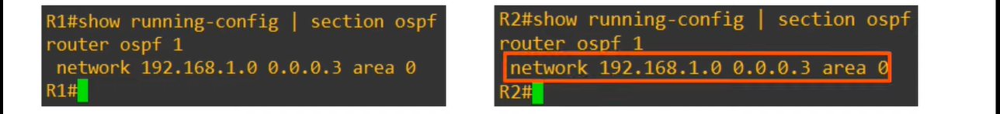 R1#show running-config | section ospf
router ospf 1
 network 192.168.1.0 0.0.0.3 area 0
R1#
R2#show running-config | section ospf
router ospf 1
 network 192.168.1.0 0.0.0.3 area 0
R2#